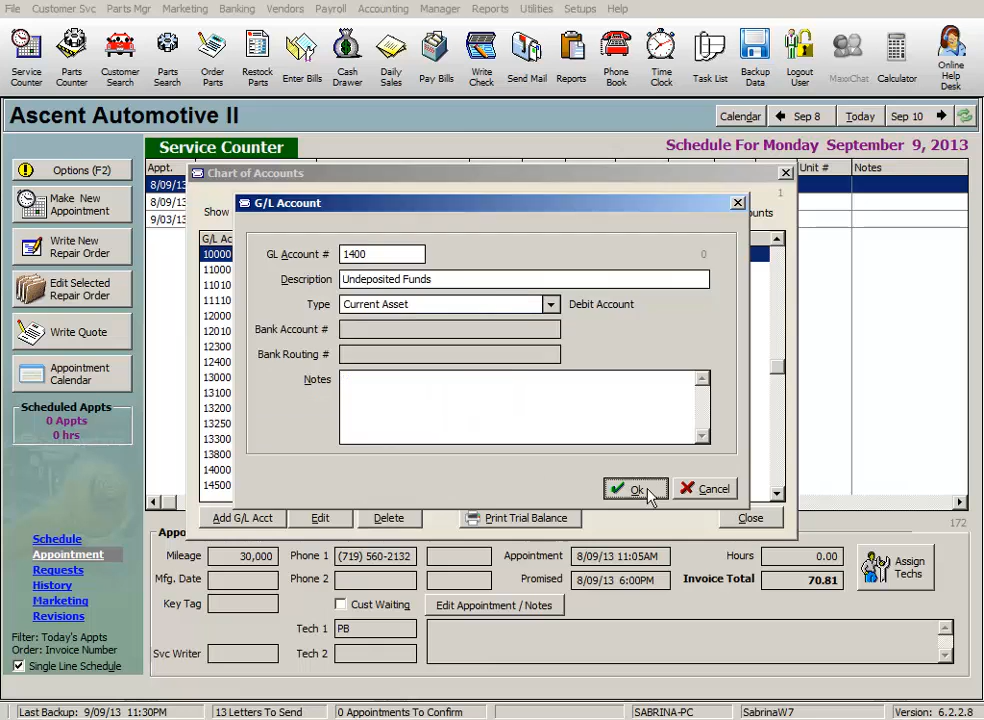 File Customer Svc Parts Mgr Marketing Banking Vendors Payroll Accounting Manager Reports Utilities Setups Help
Service Counter Parts Counter Customer Search Parts Search Order Parts Restock Parts Enter Bills Cash Drawer Daily Sales Pay Bills Write Check Send Mail Reports Phone Book Time Clock Task List Backup Data Logout User MaxxChat Calculator Online Help Desk
Ascent Automotive II
Calendar Sep 8 Today Sep 10
Service Counter
Schedule For Monday September 9, 2013
Appt. Unit # Notes
8/09/13
8/09/13
9/03/13
Options (F2)
Make New Appointment
Write New Repair Order
Edit Selected Repair Order
Write Quote
Appointment Calendar
Scheduled Appts
0 Appts
0 hrs
Schedule
Appointment
Requests
History
Marketing
Revisions
Filter: Today's Appts
Order: Invoice Number
Single Line Schedule
Chart of Accounts
1
Show
ounts
G/L Ac
10000
11000
11010
11110
12000
12010
12300
12400
13000
13100
13200
13250
13300
13800
14000
14500
G/L Account
GL Account # 1400 0
Description Undeposited Funds
Type Current Asset Debit Account
Bank Account #
Bank Routing #
Notes
Ok Cancel
Add G/L Acct Edit Delete Print Trial Balance Close
172
Appo
Mileage 30,000 Phone 1 (719) 560-2132 Appointment 8/09/13 11:05AM Hours 0.00
Mfg. Date Phone 2 Promised 8/09/13 6:00PM Invoice Total 70.81
Assign Techs
Key Tag Cust Waiting Edit Appointment / Notes
Tech 1 PB
Svc Writer Tech 2
Last Backup: 9/09/13 11:30PM 13 Letters To Send 0 Appointments To Confirm SABRINA-PC SabrinaW7 Version: 6.2.2.8